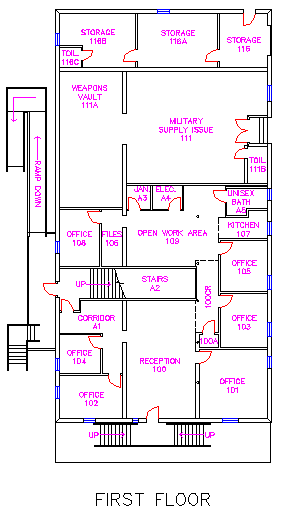 STORAGE
116B
STORAGE
116A
STORAGE
116
TOIL.
116C
WEAPONS
VAULT
111A
MILITARY
SUPPLY ISSUE
111
TOIL.
111B
RAMP DOWN
JAN.
A3
ELEC.
A4
UNISEX
BATH
A5
KITCHEN
107
OFFICE
108
FILES
106
OPEN WORK AREA
109
OFFICE
105
UP
STAIRS
A2
100CR
CORRIDOR
A1
OFFICE
103
100A
OFFICE
104
RECEPTION
100
OFFICE
102
OFFICE
101
UP
UP
FIRST FLOOR